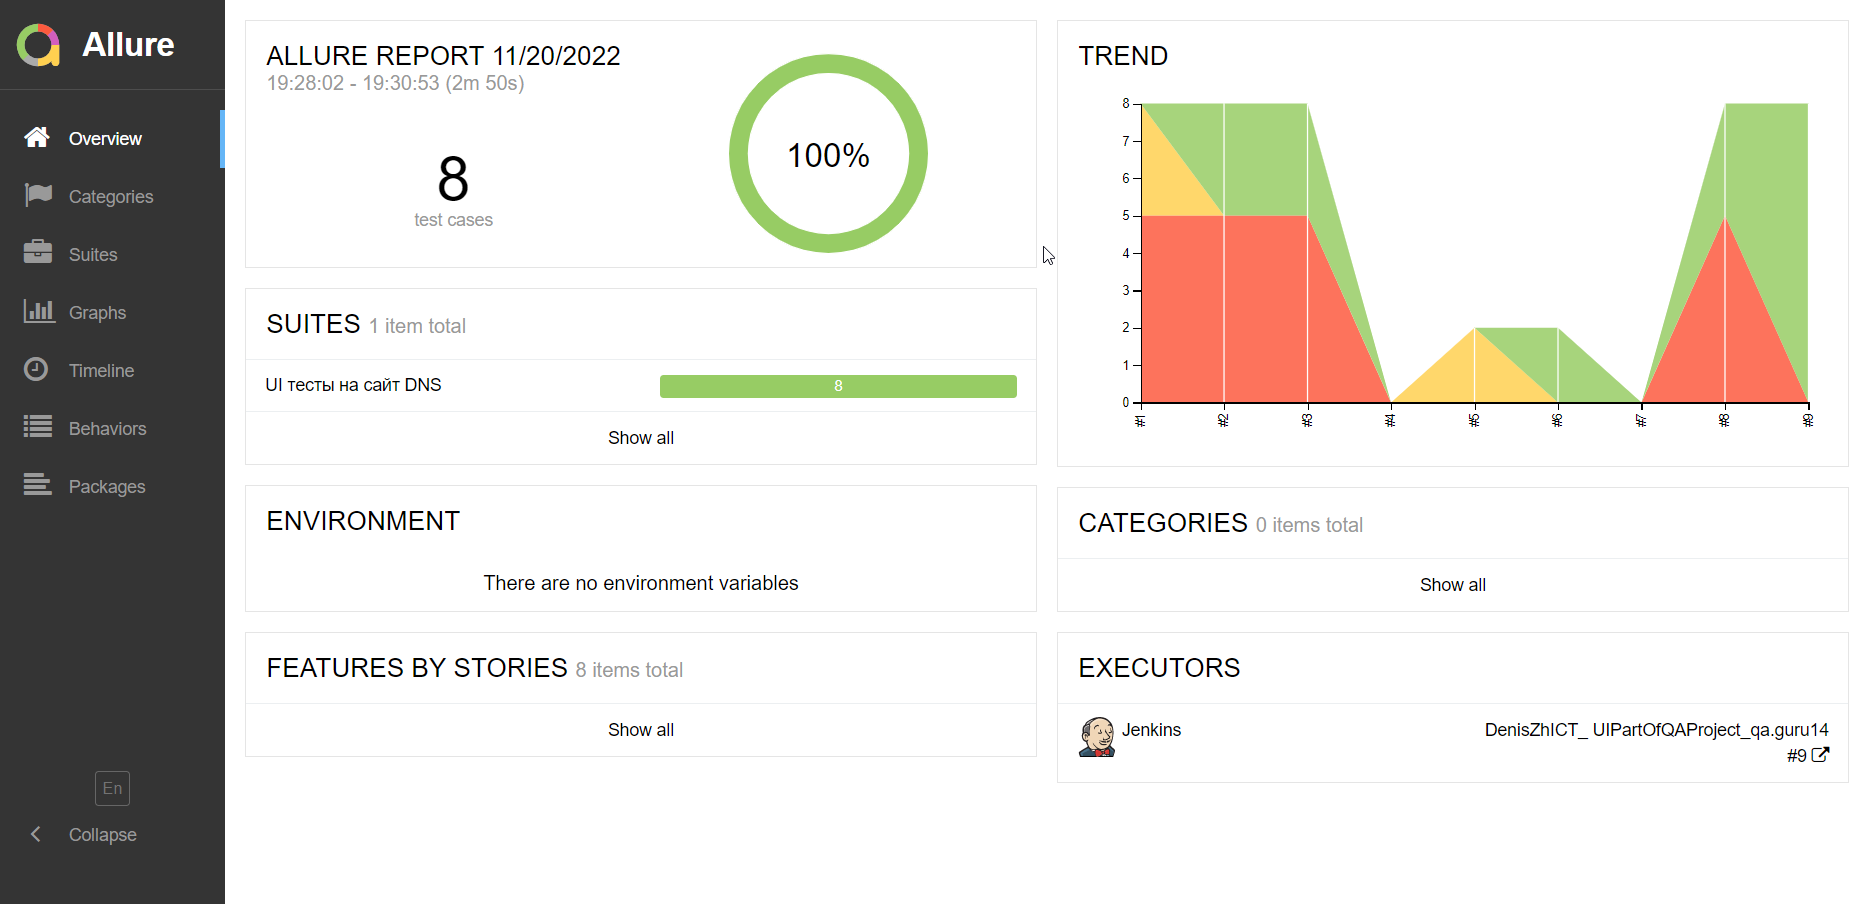 Allure
Overview
Categories
Suites
Graphs
Timeline
Behaviors
Packages
En
Collapse
ALLURE REPORT 11/20/2022
19:28:02 - 19:30:53 (2m 50s)
8
test cases
100%
SUITES 1 item total
UI тесты на сайт DNS
8
Show all
ENVIRONMENT
There are no environment variables
FEATURES BY STORIES 8 items total
Show all
TREND
8
7
6
5
4
3
2
1
0
#1
#2
#3
#4
#5
#6
#7
#8
#9
CATEGORIES 0 items total
Show all
EXECUTORS
Jenkins
DenisZhICT_ UIPartOfQAProject_qa.guru14
#9